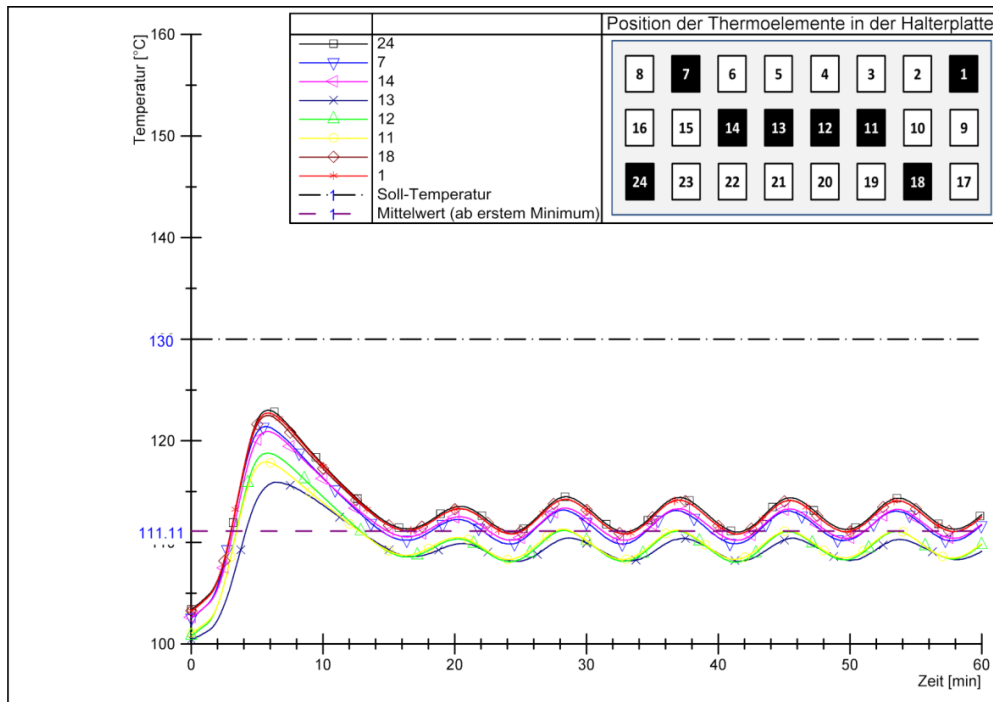 Position der Thermoelemente in der Halterplatte
24
7
14
13
12
11
18
1
Soll-Temperatur
Mittelwert (ab erstem Minimum)
8 7 6 5 4 3 2 1
16 15 14 13 12 11 10 9
24 23 22 21 20 19 18 17
Temperatur [°C]
160
150
140
130
120
111.11
100
0 10 20 30 40 50 60
Zeit [min]